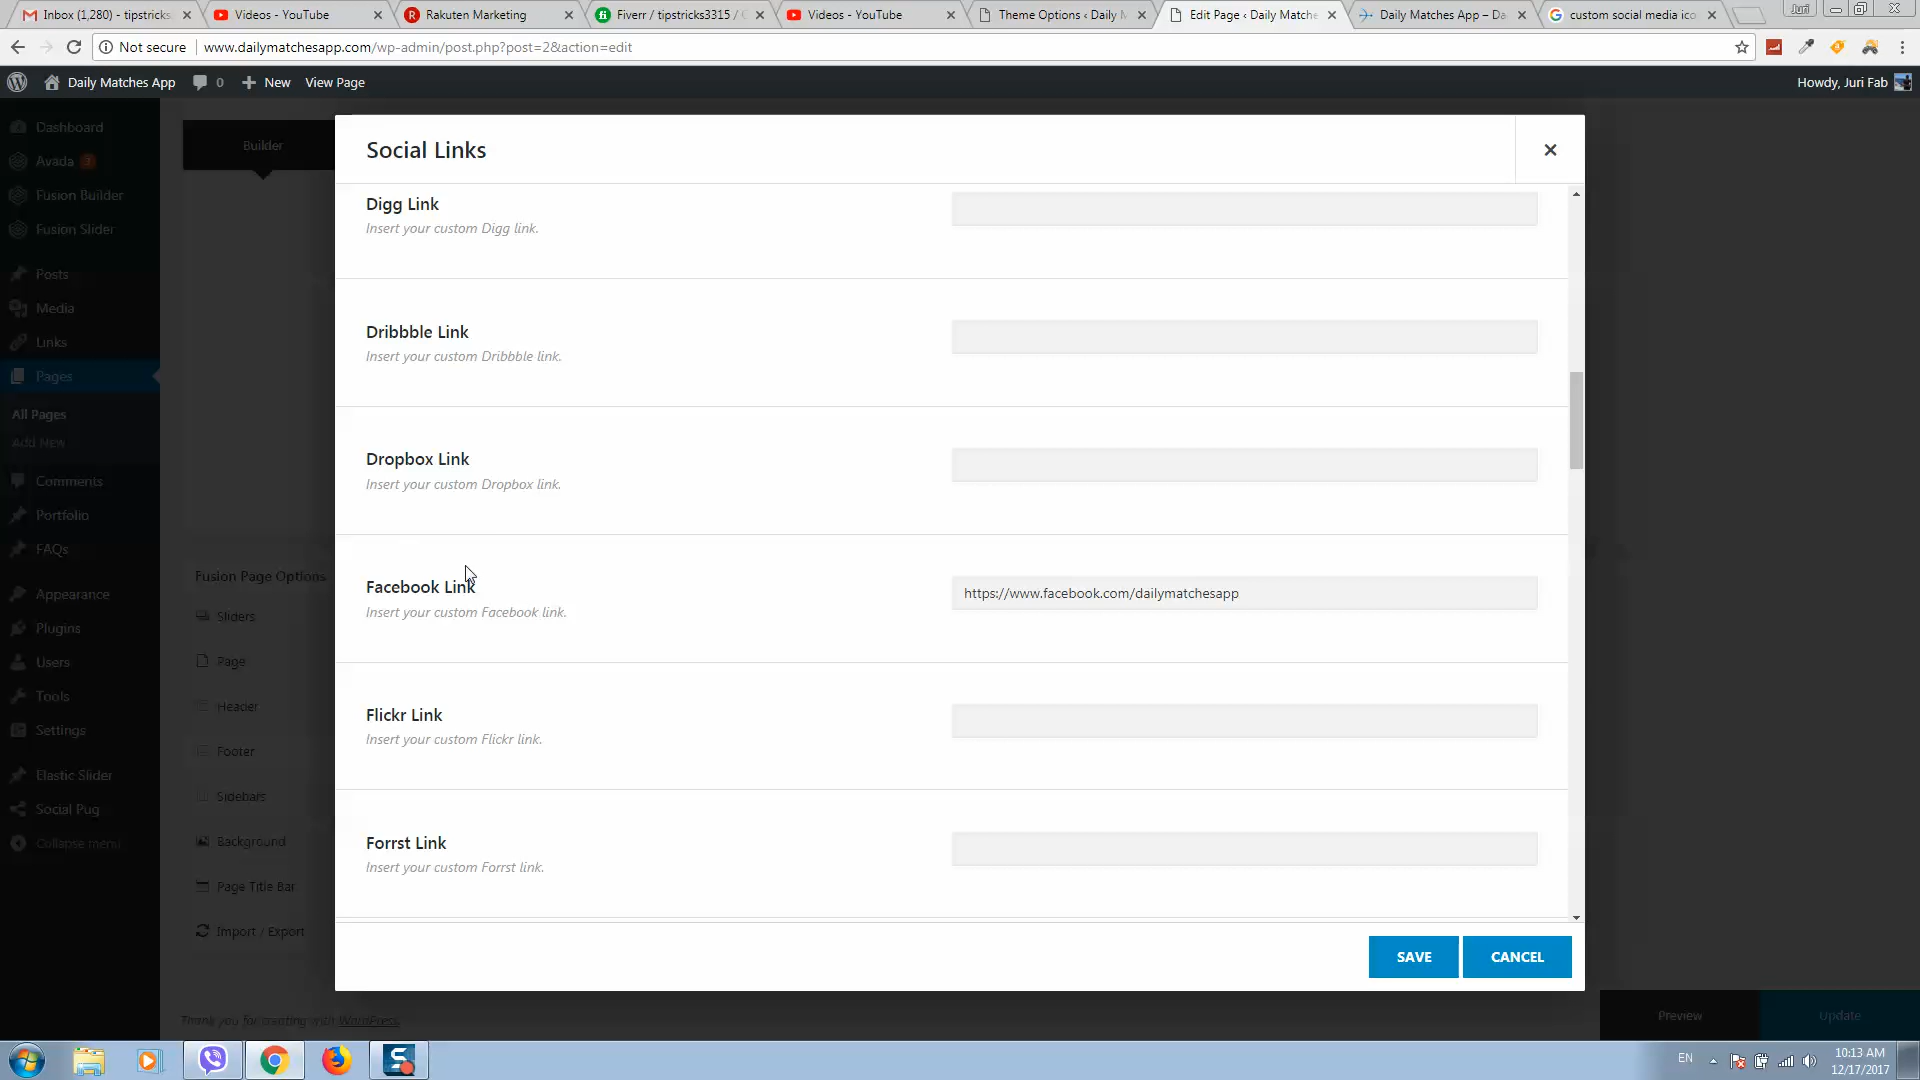 Inbox (1,280) - tipstricks
Videos - YouTube
Rakuten Marketing
Fiverr / tipstricks3315 /
Videos - YouTube
Theme Options ‹ Daily
Edit Page ‹ Daily Matche
Daily Matches App – Da
custom social media ico
Juri
Not secure
www.dailymatchesapp.com/wp-admin/post.php?post=2&action=edit
Daily Matches App
0
New
View Page
Howdy, Juri Fab
Dashboard
Avada 3
Fusion Builder
Fusion Slider
Posts
Media
Links
Pages
All Pages
Add New
Comments
Portfolio
FAQs
Appearance
Plugins
Users
Tools
Settings
Elastic Slider
Social Pug
Collapse menu
Builder
Fusion Page Options
Sliders
Page
Header
Footer
Sidebars
Background
Page Title Bar
Import / Export
Social Links
Digg Link
Insert your custom Digg link.
Dribbble Link
Insert your custom Dribbble link.
Dropbox Link
Insert your custom Dropbox link.
Facebook Link
Insert your custom Facebook link.
https://www.facebook.com/dailymatchesapp
Flickr Link
Insert your custom Flickr link.
Forrst Link
Insert your custom Forrst link.
SAVE
CANCEL
Thank you for creating with WordPress.
Preview
Update
EN
10:13 AM
12/17/2017